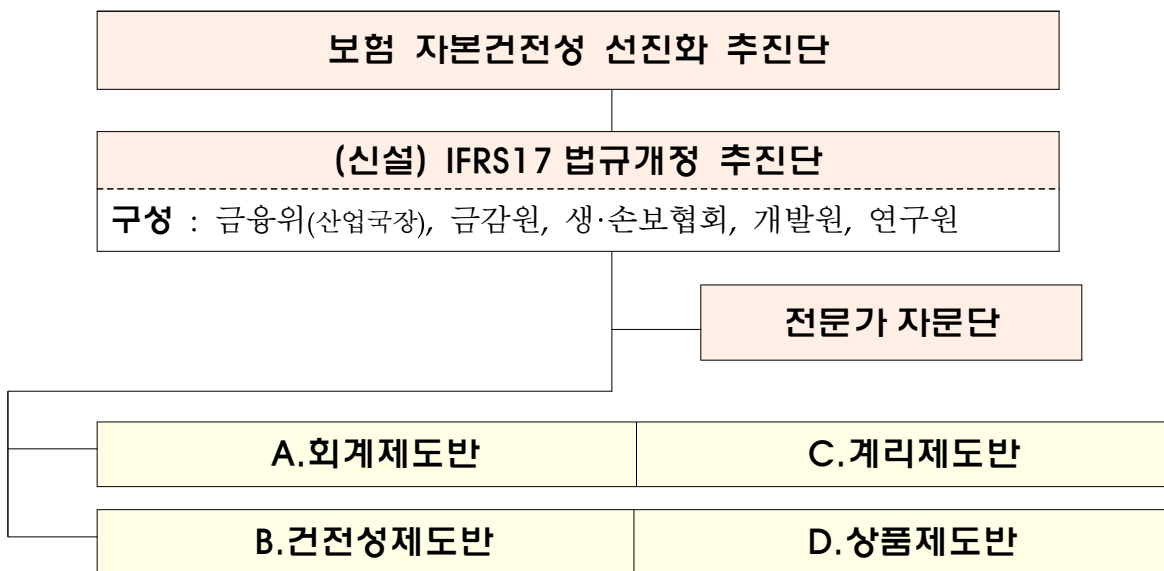 보험 자본건전성 선진화 추진단
(신설) IFRS17 법규개정 추진단
구성 : 금융위(산업국장), 금감원, 생·손보협회, 개발원, 연구원
전문가 자문단
A.회계제도반
C.계리제도반
B.건전성제도반
D.상품제도반